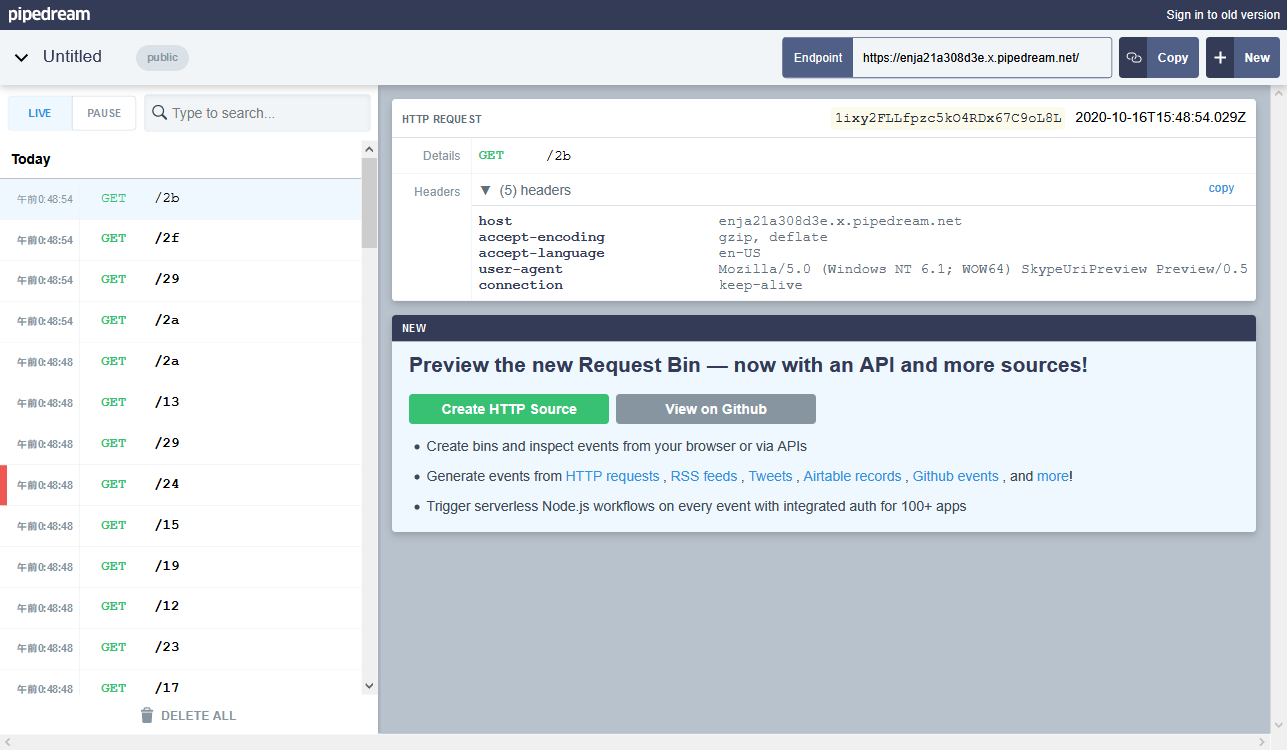 pipedream
Sign in to old version
Untitled
public
Endpoint
https://enja21a308d3e.x.pipedream.net/
Copy
New
LIVE
PAUSE
Type to search...
Today
午前0:48:54 GET /2b
午前0:48:54 GET /2f
午前0:48:54 GET /29
午前0:48:54 GET /2a
午前0:48:48 GET /2a
午前0:48:48 GET /13
午前0:48:48 GET /29
午前0:48:48 GET /24
午前0:48:48 GET /15
午前0:48:48 GET /19
午前0:48:48 GET /12
午前0:48:48 GET /23
午前0:48:48 GET /17
DELETE ALL
HTTP REQUEST
1ixy2FLLfpzc5kO4RDx67C9oL8L 2020-10-16T15:48:54.029Z
Details GET /2b
Headers ▼ (5) headers copy
host enja21a308d3e.x.pipedream.net
accept-encoding gzip, deflate
accept-language en-US
user-agent Mozilla/5.0 (Windows NT 6.1; WOW64) SkypeUriPreview Preview/0.5
connection keep-alive
NEW
Preview the new Request Bin — now with an API and more sources!
Create HTTP Source
View on Github
• Create bins and inspect events from your browser or via APIs
• Generate events from HTTP requests , RSS feeds , Tweets , Airtable records , Github events , and more!
• Trigger serverless Node.js workflows on every event with integrated auth for 100+ apps